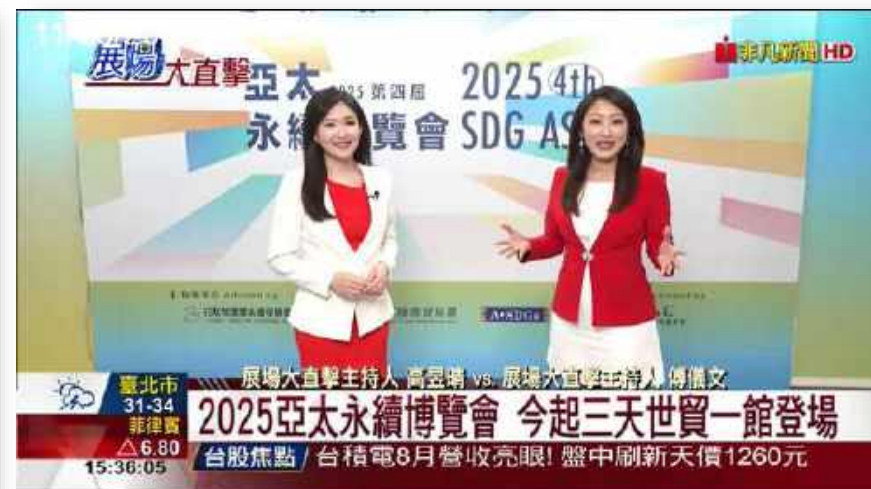 展場大直擊
非凡新聞 HD
亞太 2025 第四屆 2025 4th
永續博覽會 SDG AS
A•SDGs
展場大直擊主持人 高昱晴 vs. 展場大直擊主持人 傅儀文
臺北市
31-34
菲律賓
△6.80
15:36:05
2025亞太永續博覽會 今起三天世貿一館登場
台股焦點 台積電8月營收亮眼! 盤中刷新天價1260元